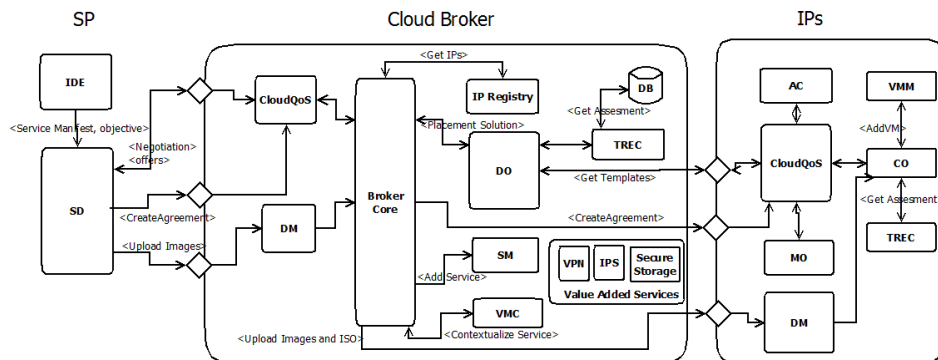 SP
Cloud Broker
IPs
<Get IPs>
IDE
CloudQoS
IP Registry
DB
AC
VMM
<Get Assesment>
<Service Manifest, objective>
<Placement Solution>
<AddVM>
<Negotiation>
<offers>
TREC
DO
CloudQoS
CO
<Get Templates>
SD
Broker
Core
<Get Assesment>
<CreateAgreement>
<CreateAgreement>
DM
TREC
<Upload Images>
SM
MO
VPN
IPS
Secure
Storage
<Add Service>
Value Added Services
VMC
DM
<Upload Images and ISO>
<Contextualize Service>